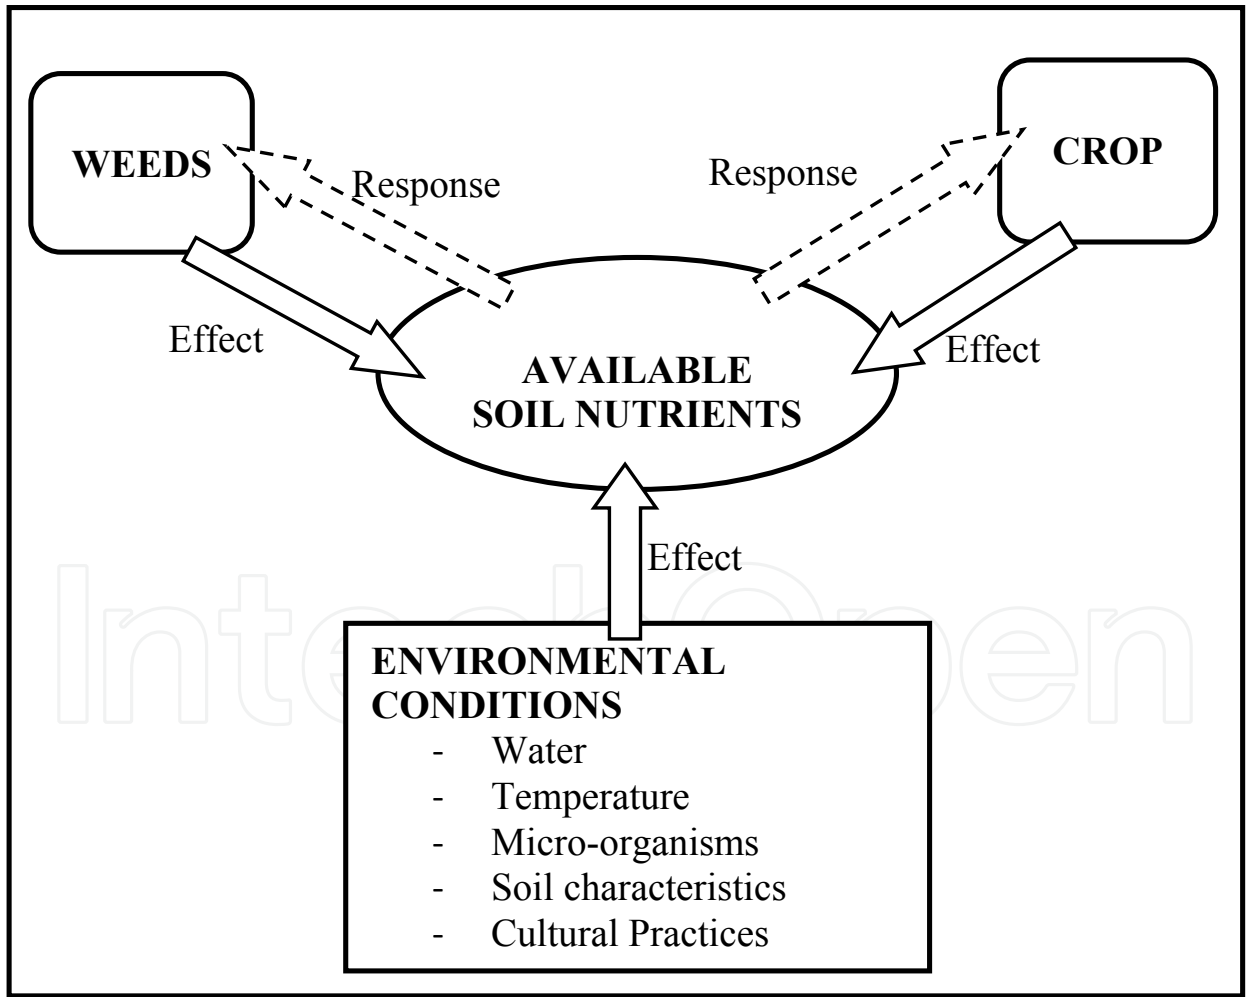 WEEDS
CROP
Response
Response
Effect
Effect
AVAILABLE
SOIL NUTRIENTS
Effect
IntechOpen
ENVIRONMENTAL
CONDITIONS
- Water
- Temperature
- Micro-organisms
- Soil characteristics
- Cultural Practices